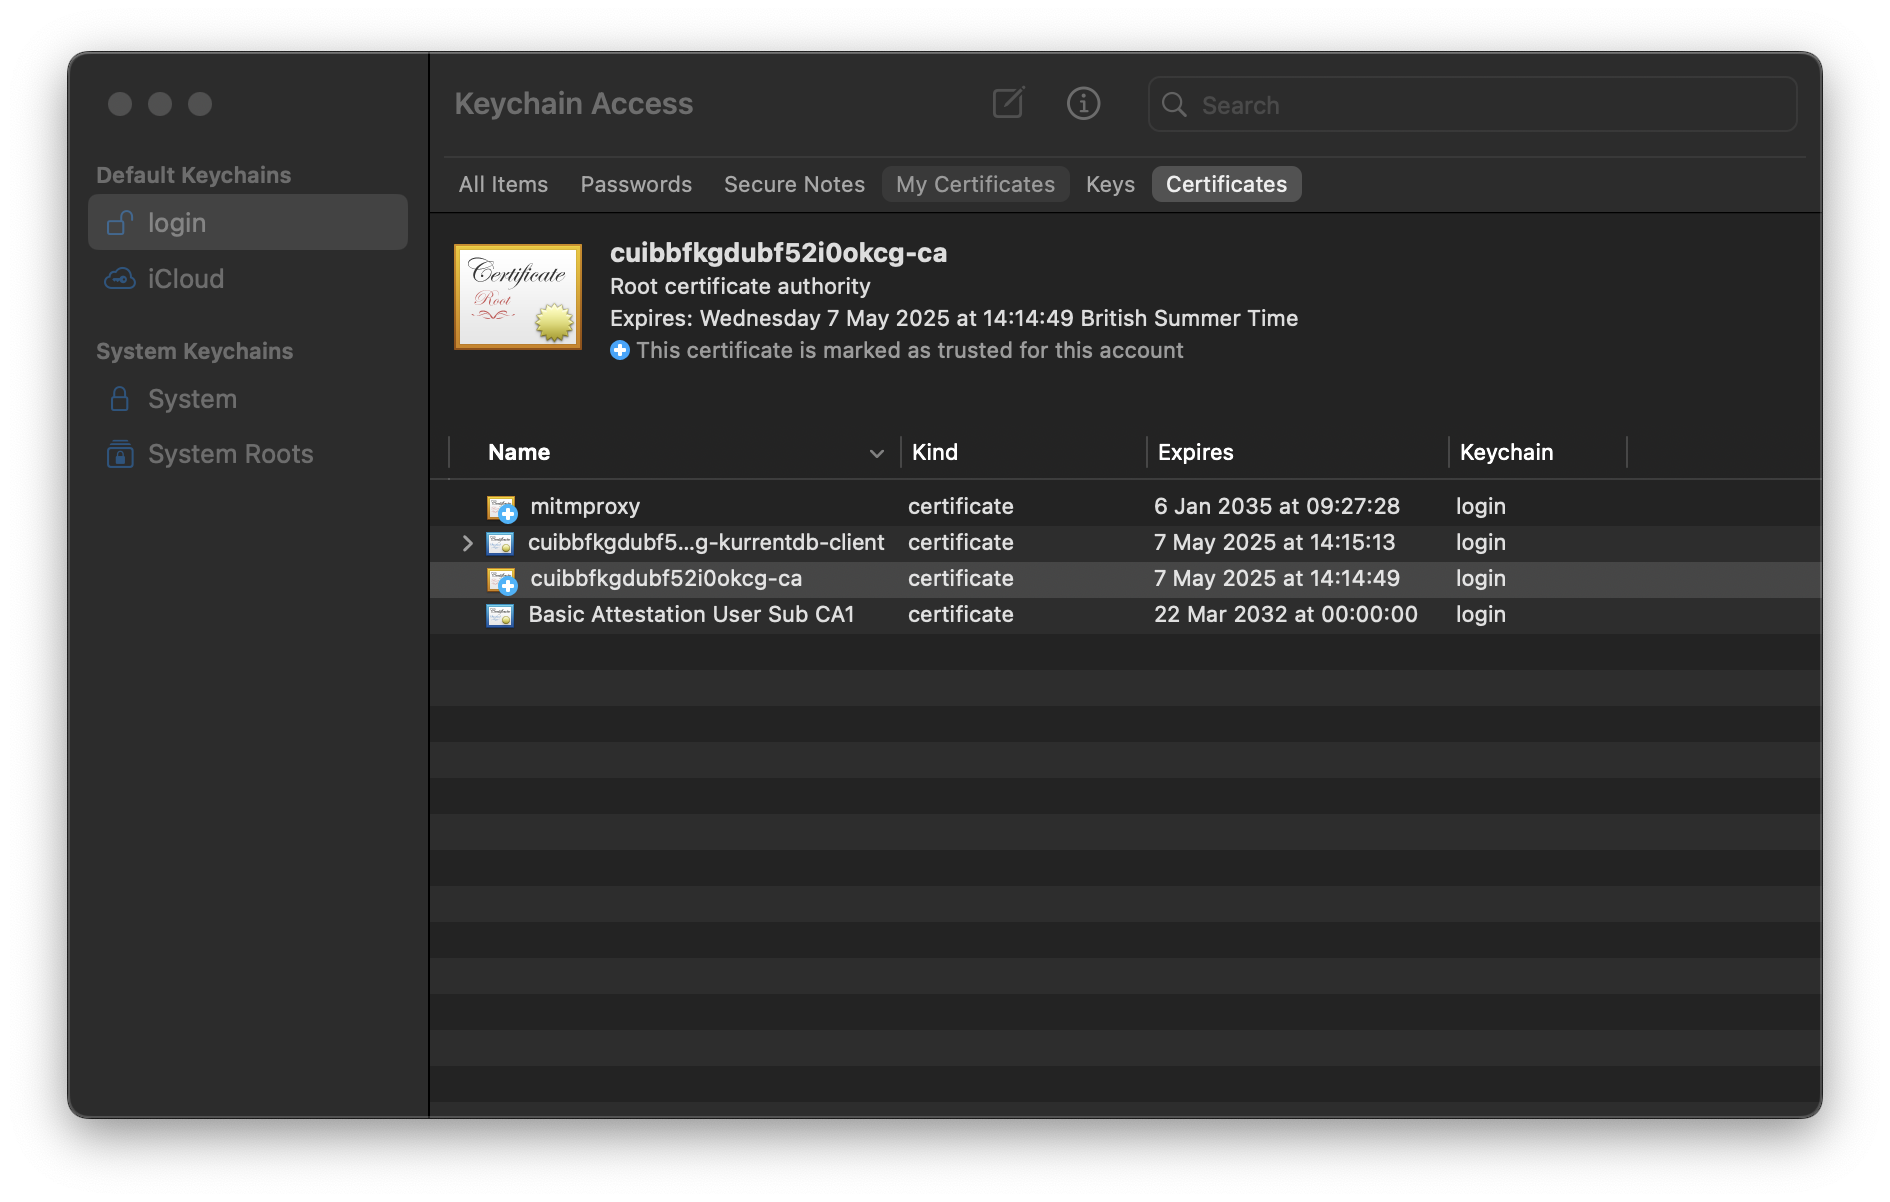 Keychain Access
Search
Default Keychains
login
iCloud
System Keychains
System
System Roots
All Items Passwords Secure Notes My Certificates Keys Certificates
Certificate
Root
cuibbfkgdubf52i0okcg-ca
Root certificate authority
Expires: Wednesday 7 May 2025 at 14:14:49 British Summer Time
This certificate is marked as trusted for this account
Name Kind Expires Keychain
mitmproxy certificate 6 Jan 2035 at 09:27:28 login
cuibbfkgdubf5...g-kurrentdb-client certificate 7 May 2025 at 14:15:13 login
cuibbfkgdubf52i0okcg-ca certificate 7 May 2025 at 14:14:49 login
Basic Attestation User Sub CA1 certificate 22 Mar 2032 at 00:00:00 login